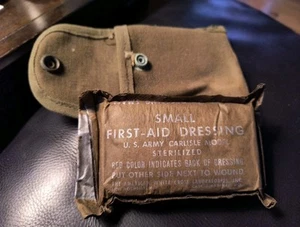 SMALL
FIRST-AID DRESSING
U. S. ARMY CARLISLE MODEL
STERILIZED
RED COLOR INDICATES BACK OF DRESSING
PUT OTHER SIDE NEXT TO WOUND